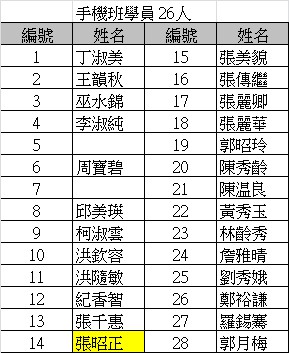 手機班學員26人
編號 姓名 編號 姓名
1 丁淑美 15 張美貌
2 王韻秋 16 張傳繼
3 巫水錦 17 張麗卿
4 李淑純 18 張麗華
5 19 郭昭玲
6 周寶碧 20 陳秀齡
7 21 陳温良
8 邱美瑛 22 黃秀玉
9 柯淑雲 23 林齡秀
10 洪欽容 24 詹雅晴
11 洪隨敏 25 劉秀娥
12 紀香智 26 鄭裕謙
13 張千惠 27 羅錫騫
14 張昭正 28 郭月梅